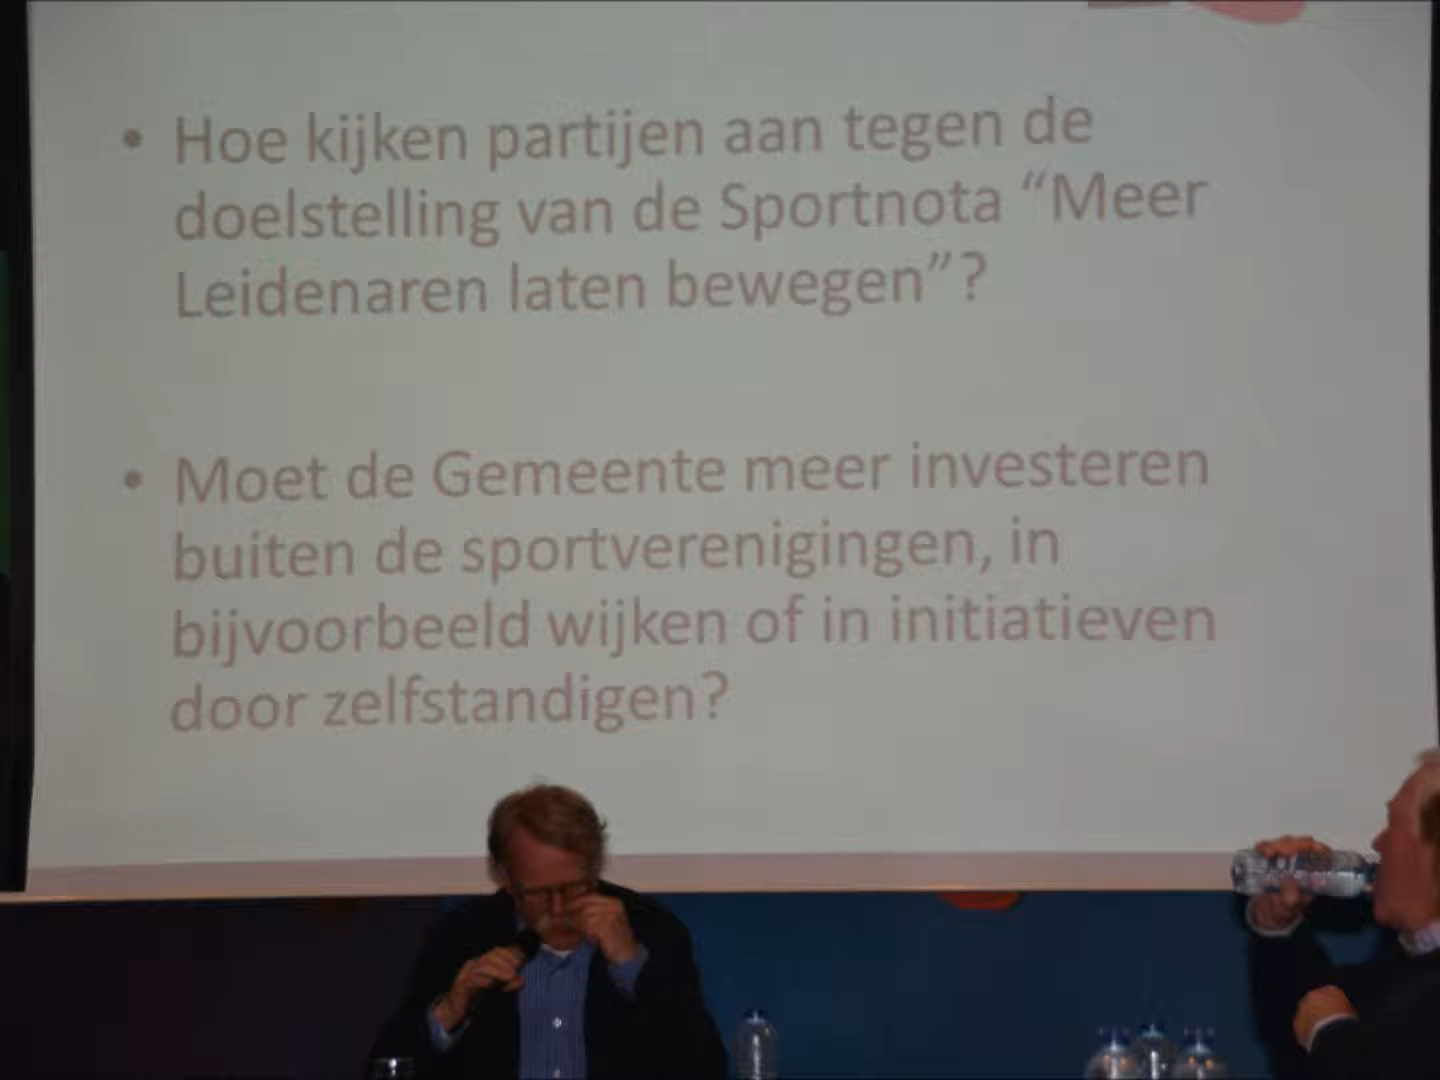 • Hoe kijken partijen aan tegen de
doelstelling van de Sportnota “Meer
Leidenaren laten bewegen”?
• Moet de Gemeente meer investeren
buiten de sportverenigingen, in
bijvoorbeeld wijken of in initiatieven
door zelfstandigen?